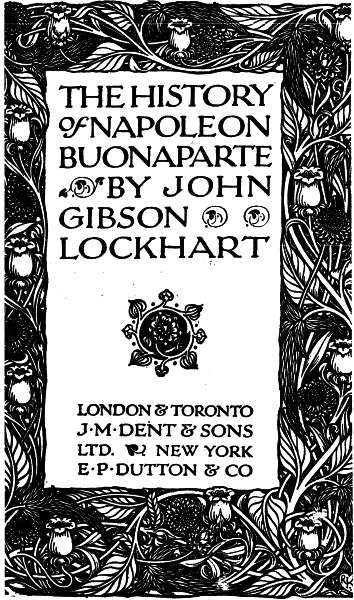 THE HISTORY
of NAPOLEON
BUONAPARTE
BY JOHN
GIBSON
LOCKHART
LONDON & TORONTO
J·M·DENT & SONS
LTD. NEW YORK
E·P·DUTTON & CO